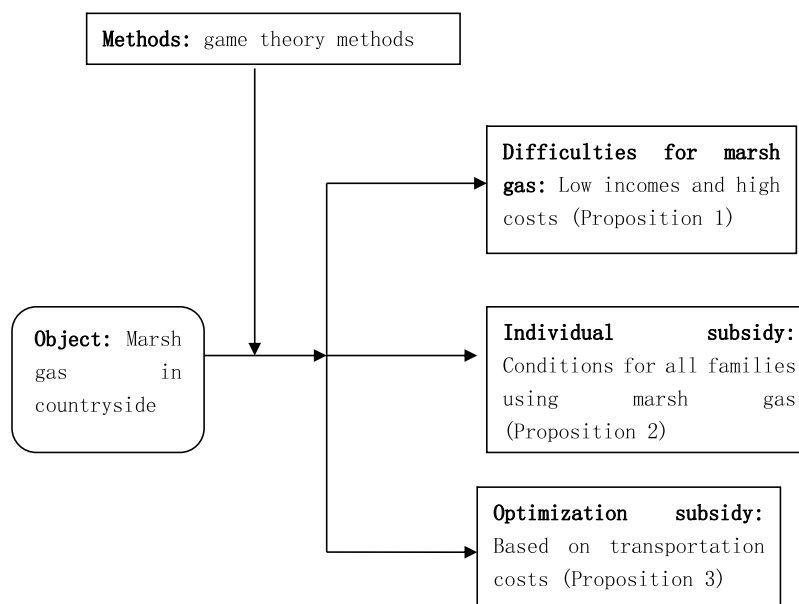 Methods: game theory methods
Difficulties for marsh
gas: Low incomes and high
costs (Proposition 1)
Object: Marsh
gas in
countryside
Individual subsidy:
Conditions for all families
using marsh gas
(Proposition 2)
Optimization subsidy:
Based on transportation
costs (Proposition 3)